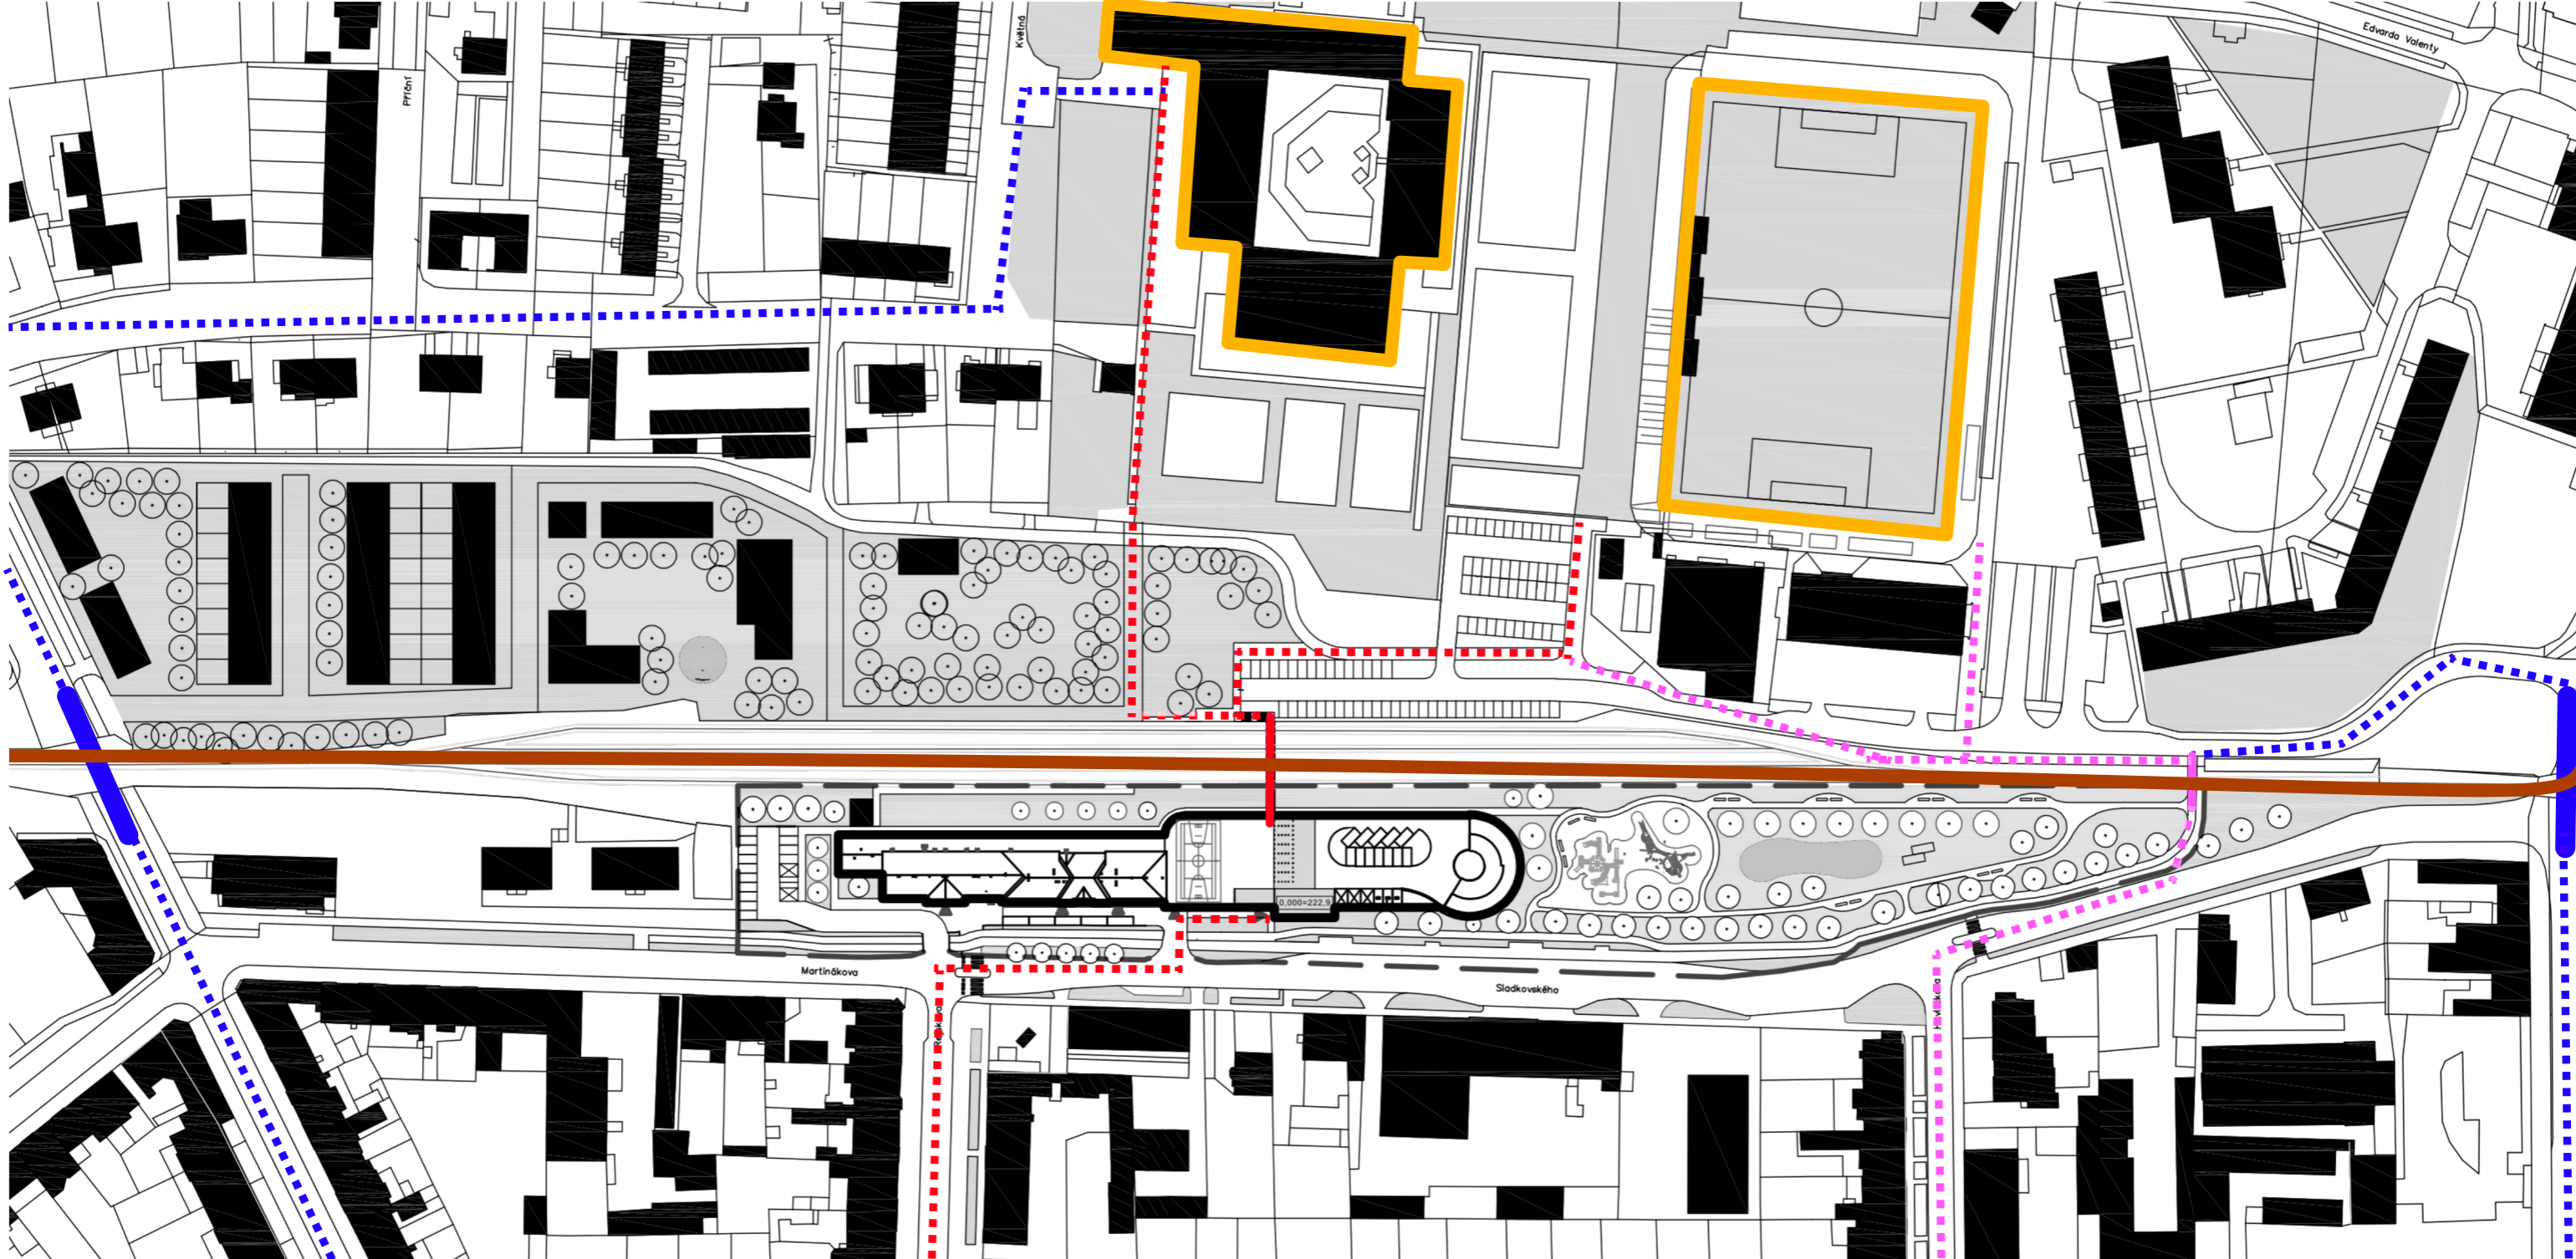 Květná
Edvarda Valenty
Příční
0,000=222,9
Martinákova
Sladkovského